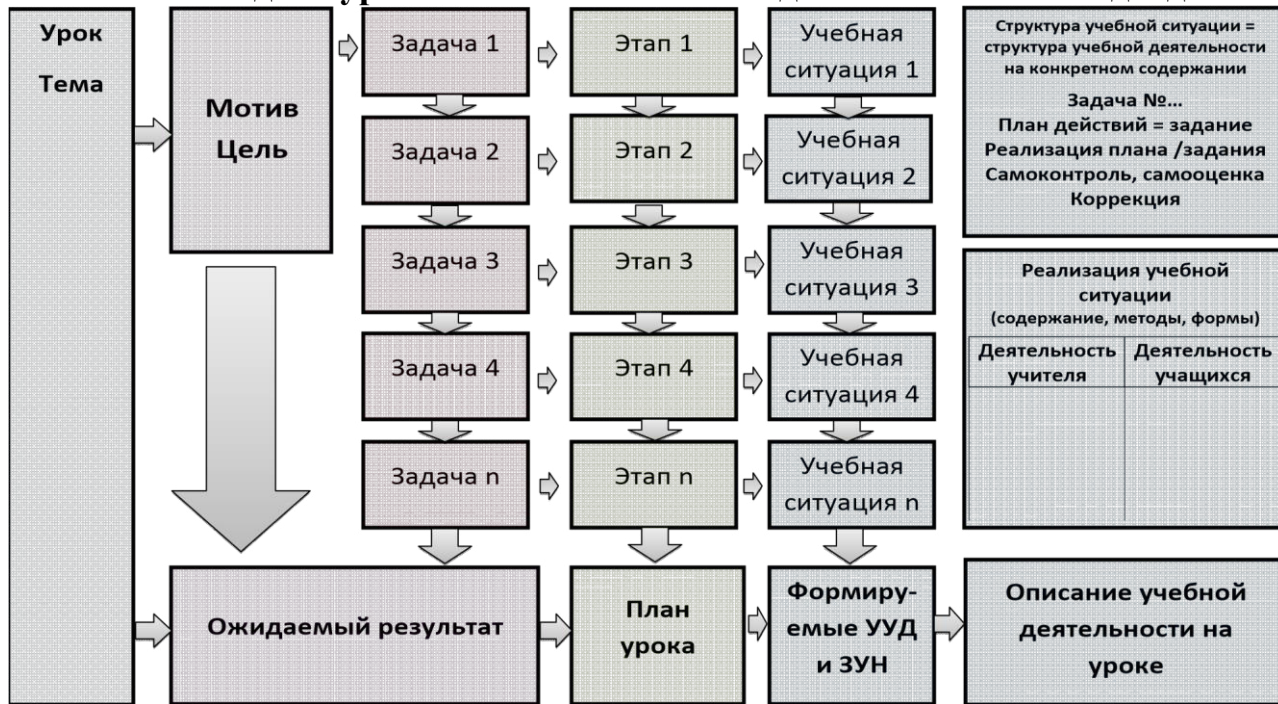 Урок
Тема
Мотив
Цель
Задача 1
Этап 1
Учебная
ситуация 1
Задача 2
Этап 2
Учебная
ситуация 2
Задача 3
Этап 3
Учебная
ситуация 3
Задача 4
Этап 4
Учебная
ситуация 4
Задача n
Этап n
Учебная
ситуация n
Структура учебной ситуации =
структура учебной деятельности
на конкретном содержании
Задача №…
План действий = задание
Реализация плана /задания
Самоконтроль, самооценка
Коррекция
Реализация учебной
ситуации
(содержание, методы, формы)
Деятельность
учителя
Деятельность
учащихся
Ожидаемый результат
План
урока
Формиру-
емые УУД
и ЗУН
Описание учебной
деятельности на
уроке